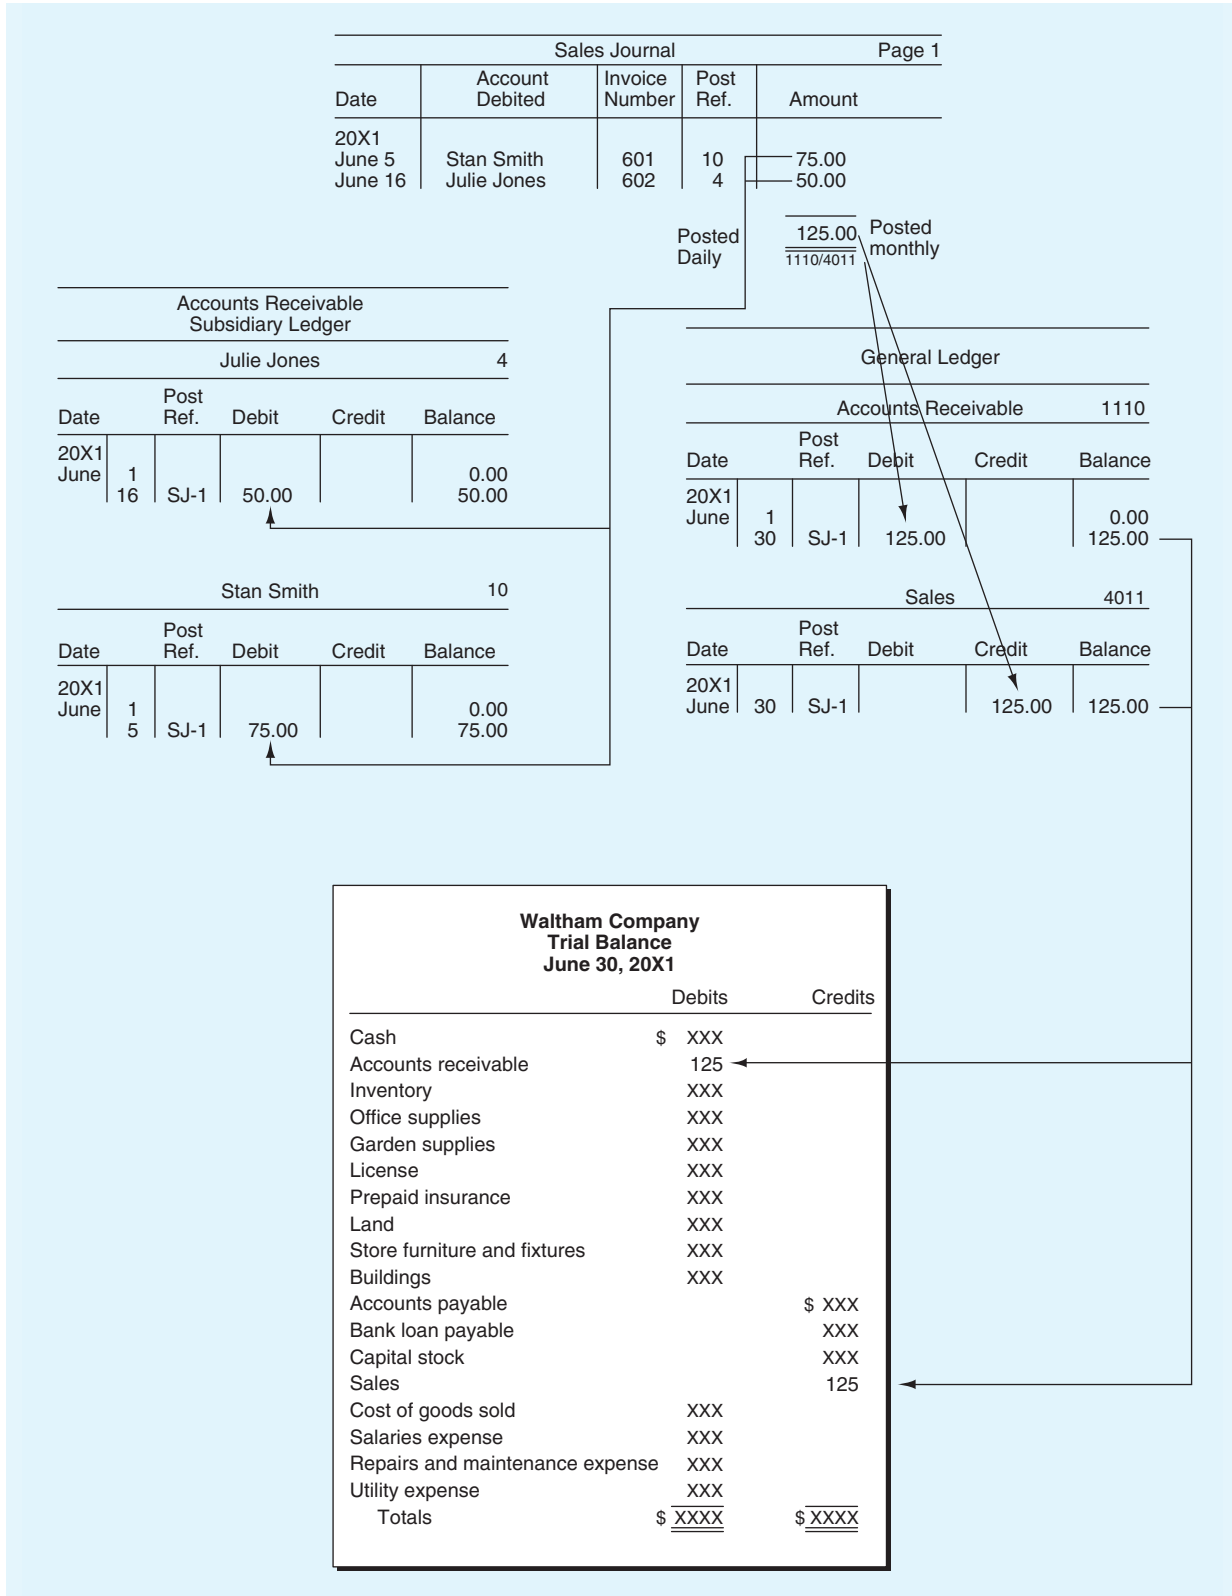 Sales Journal Page 1
Date Account Debited Invoice Number Post Ref. Amount
20X1
June 5 Stan Smith 601 10 75.00
June 16 Julie Jones 602 4 50.00
Posted Daily
125.00
1110/4011
Posted monthly
Accounts Receivable
Subsidiary Ledger
Julie Jones 4
Date Post Ref. Debit Credit Balance
20X1
June 1 0.00
16 SJ-1 50.00 50.00
Stan Smith 10
Date Post Ref. Debit Credit Balance
20X1
June 1 0.00
5 SJ-1 75.00 75.00
General Ledger
Accounts Receivable 1110
Date Post Ref. Debit Credit Balance
20X1
June 1 0.00
30 SJ-1 125.00 125.00
Sales 4011
Date Post Ref. Debit Credit Balance
20X1
June 30 SJ-1 125.00 125.00
Waltham Company
Trial Balance
June 30, 20X1
Debits Credits
Cash $ XXX
Accounts receivable 125
Inventory XXX
Office supplies XXX
Garden supplies XXX
License XXX
Prepaid insurance XXX
Land XXX
Store furniture and fixtures XXX
Buildings XXX
Accounts payable $ XXX
Bank loan payable XXX
Capital stock XXX
Sales 125
Cost of goods sold XXX
Salaries expense XXX
Repairs and maintenance expense XXX
Utility expense XXX
Totals $ XXXX $ XXXX